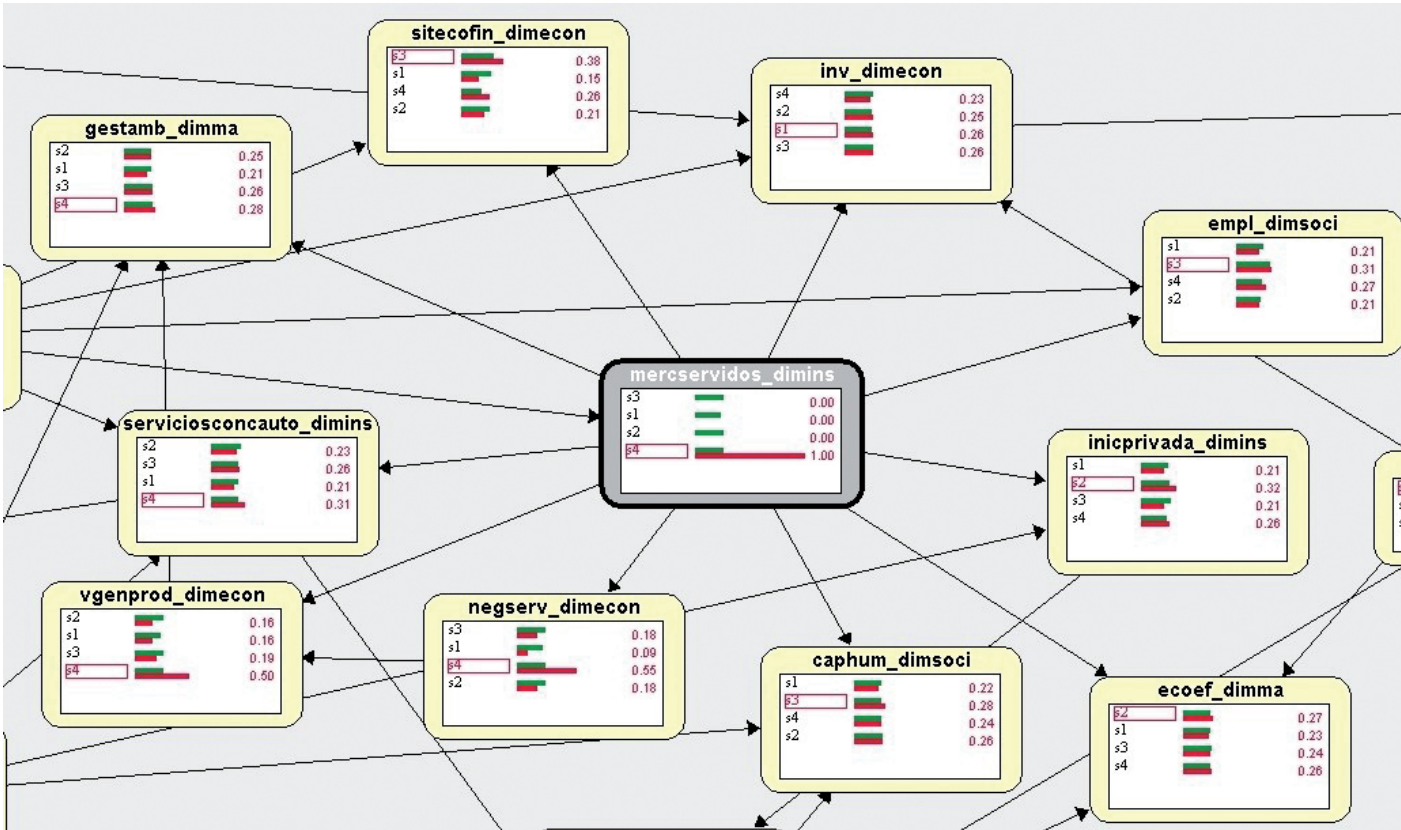 sitecofin_dimecon
s3 0.38
s1 0.15
s4 0.26
s2 0.21
inv_dimecon
s4 0.23
s2 0.25
s1 0.26
s3 0.26
gestamb_dimma
s2 0.25
s1 0.21
s3 0.26
s4 0.28
empl_dimsoci
s1 0.21
s3 0.31
s4 0.27
s2 0.21
mercservidos_dimins
s3 0.00
s1 0.00
s2 0.00
s4 1.00
serviciosconcauto_dimins
s2 0.23
s3 0.26
s1 0.21
s4 0.31
inicprivada_dimins
s1 0.21
s2 0.32
s3 0.21
s4 0.26
vgenprod_dimecon
s2 0.16
s1 0.16
s3 0.19
s4 0.50
negserv_dimecon
s3 0.18
s1 0.09
s4 0.55
s2 0.18
caphum_dimsoci
s1 0.22
s3 0.28
s4 0.24
s2 0.26
ecoef_dimma
s2 0.27
s1 0.23
s3 0.24
s4 0.26